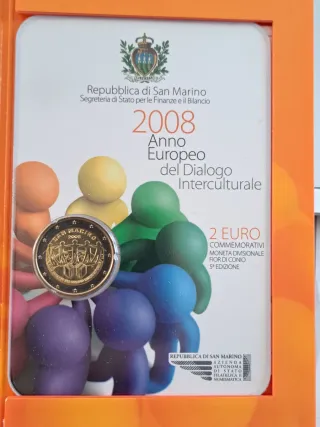 Repubblica di San Marino
Segreteria di Stato per le Finanze e il Bilancio
2008
Anno
Europeo
del Dialogo
Interculturale
2 EURO
COMMEMORATIVI
MONETA DIVISIONALE
FIOR DI CONIO
5ª EDIZIONE
SAN MARINO
2008
REPUBBLICA DI SAN MARINO
AZIENDA
AUTONOMA
DI STATO
FILATELICA E
NUMISMATICA